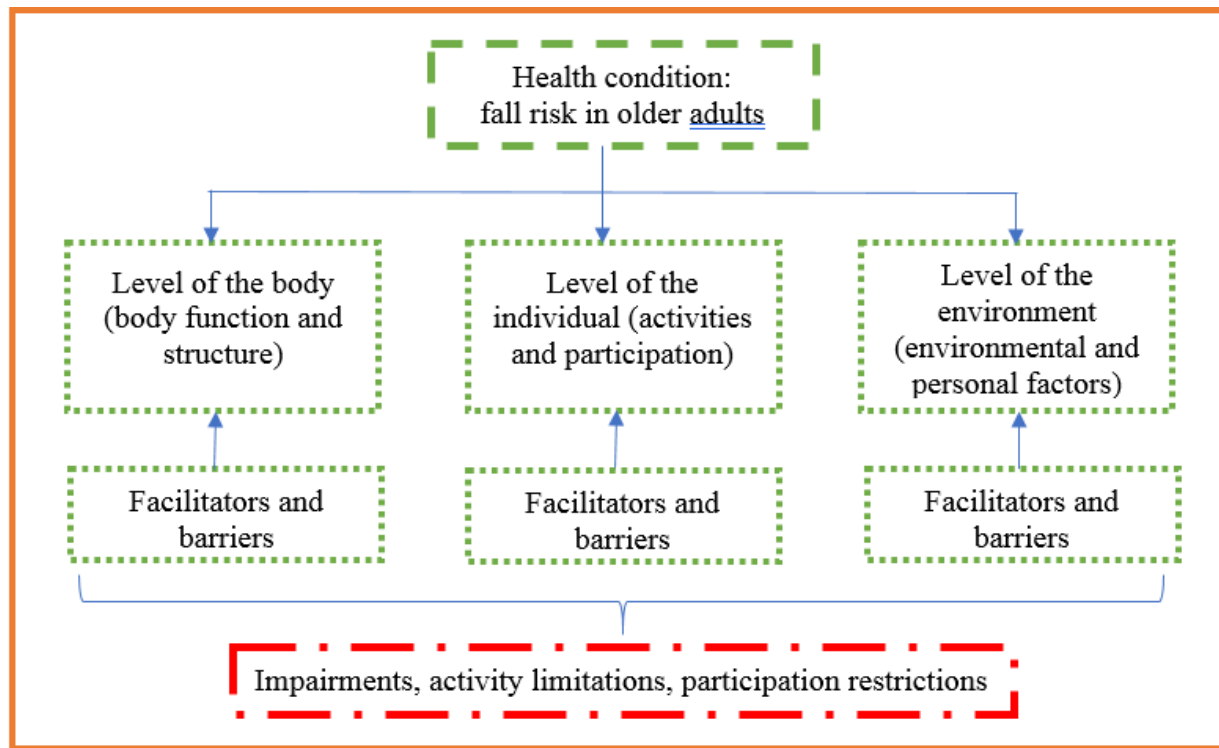 Health condition:
fall risk in older adults
Level of the body
(body function and
structure)
Level of the
individual (activities
and participation)
Level of the
environment
(environmental and
personal factors)
Facilitators and
barriers
Facilitators and
barriers
Facilitators and
barriers
Impairments, activity limitations, participation restrictions